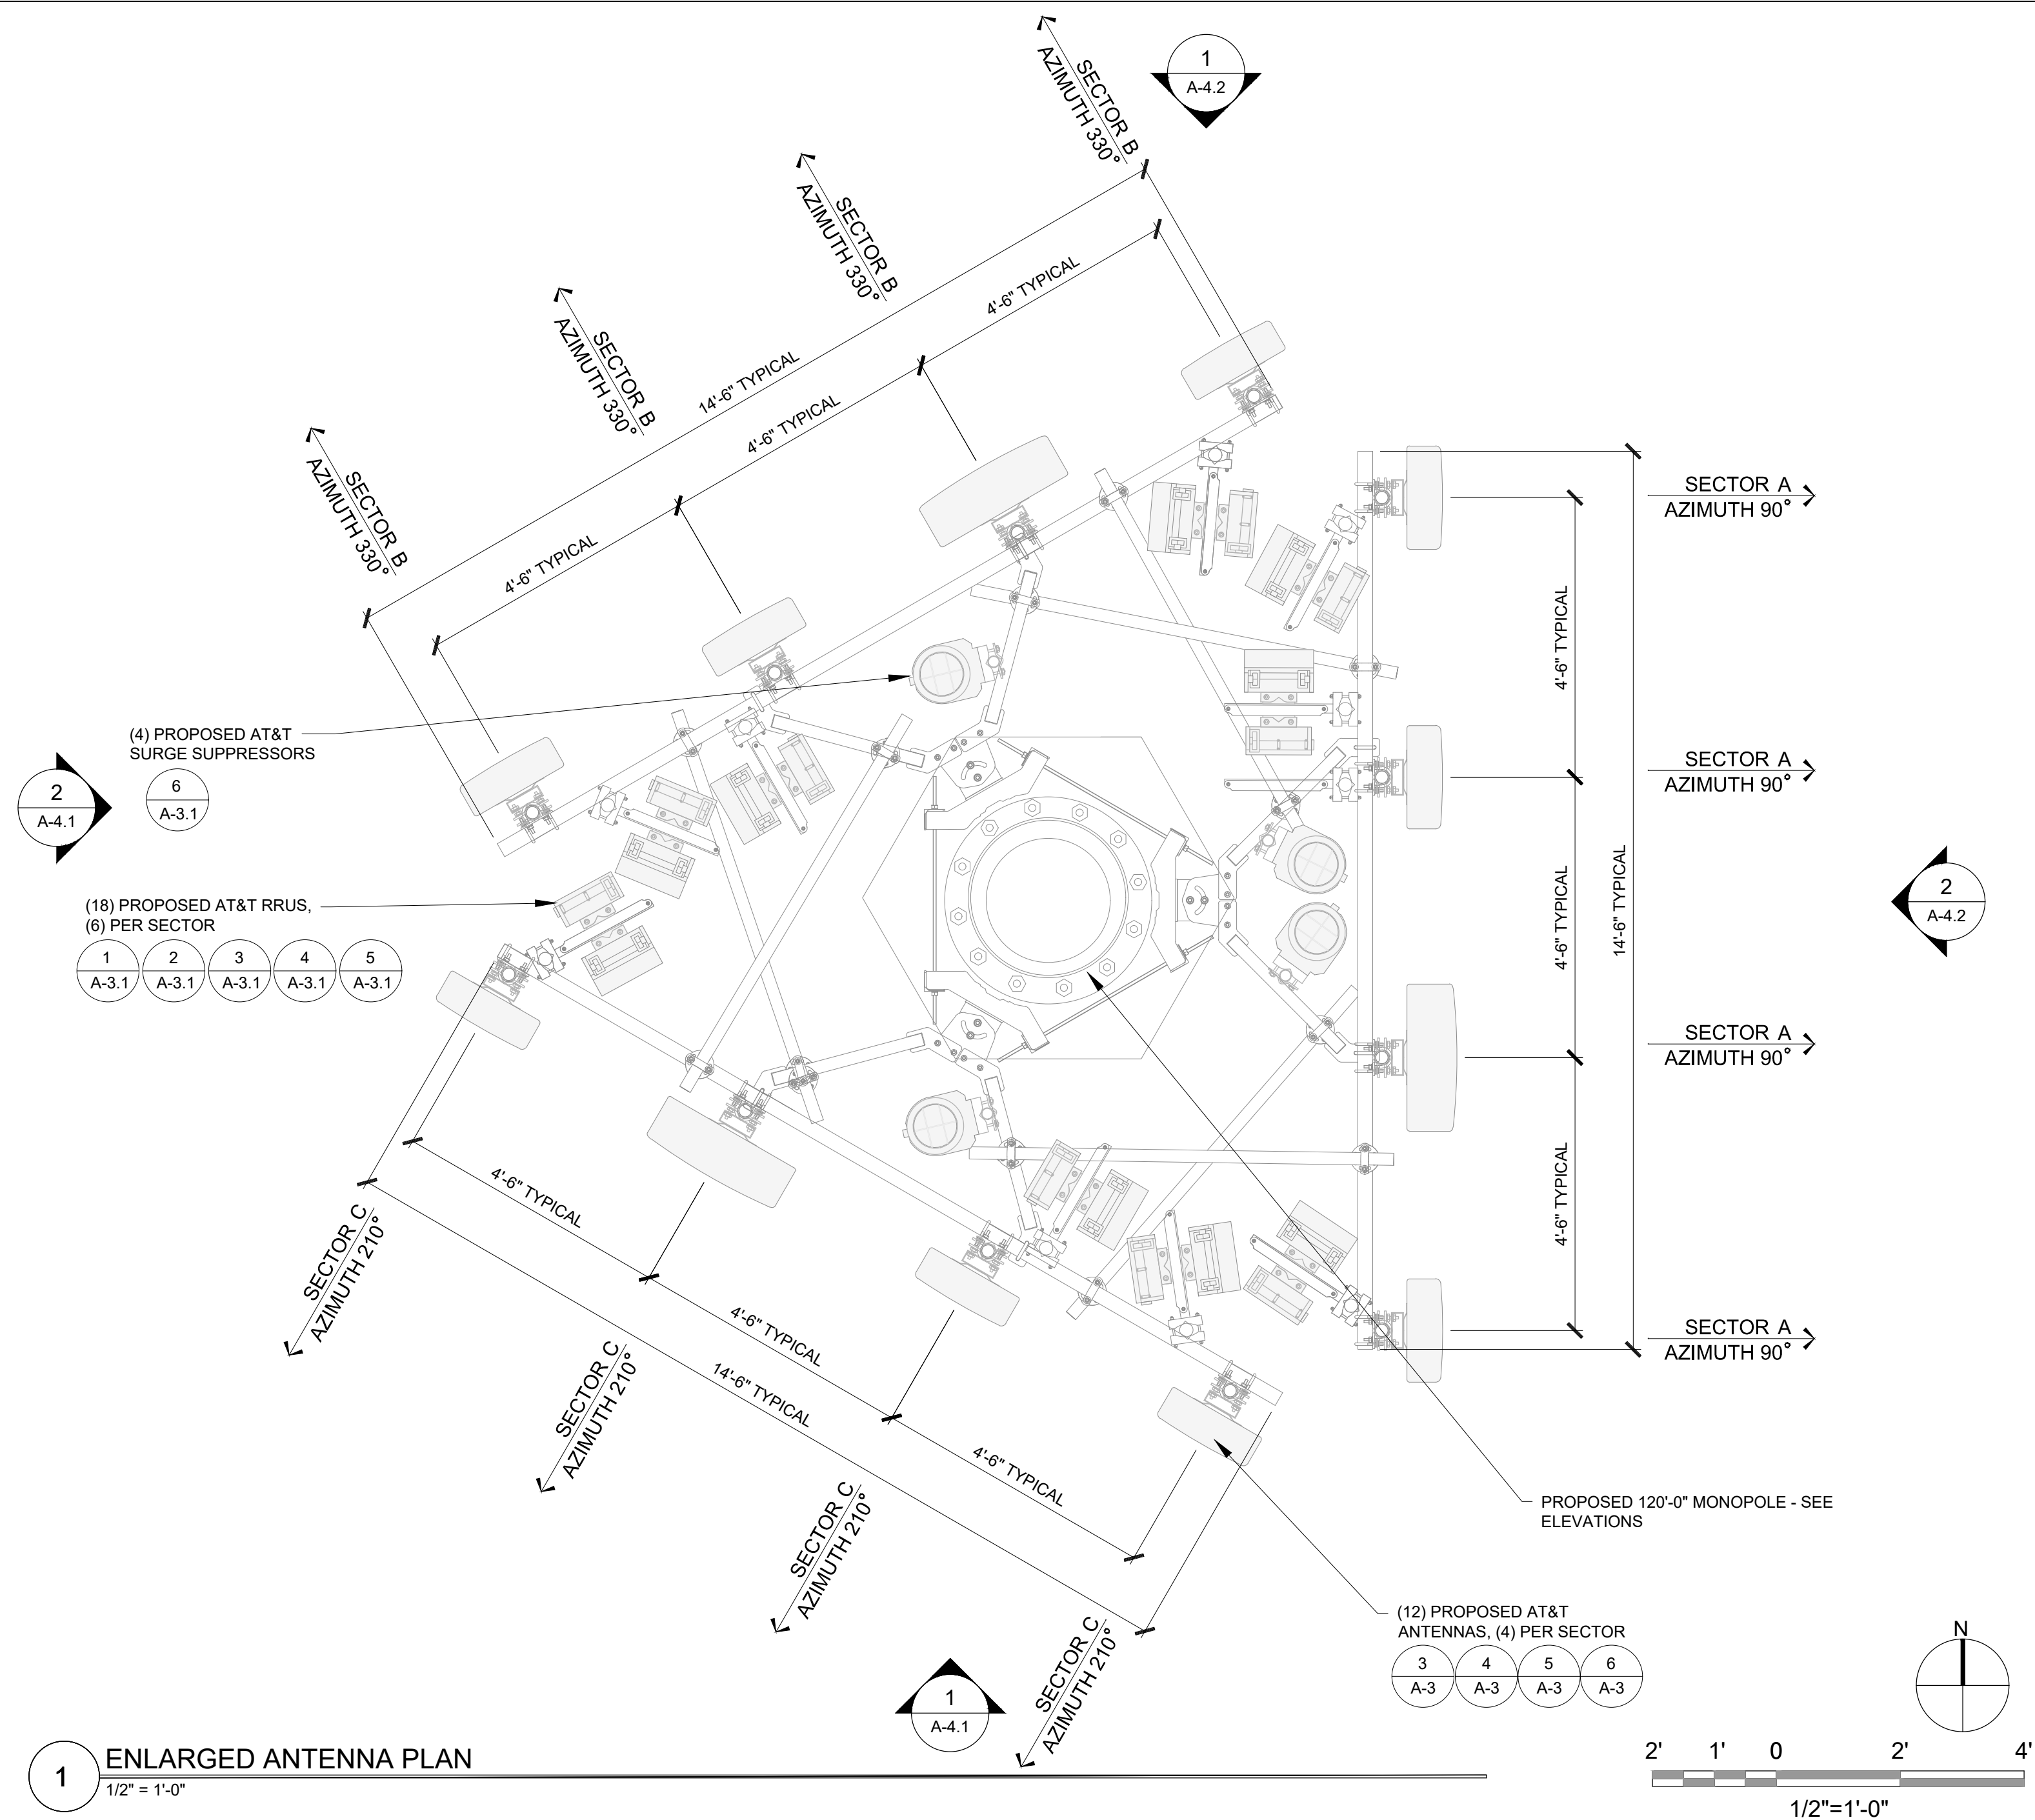 1
A-4.2
SECTOR B
AZIMUTH 330°
SECTOR B
AZIMUTH 330°
SECTOR B
AZIMUTH 330°
SECTOR B
AZIMUTH 330°
14'-6" TYPICAL
4'-6" TYPICAL
4'-6" TYPICAL
4'-6" TYPICAL
SECTOR A
AZIMUTH 90°
4'-6" TYPICAL
SECTOR A
AZIMUTH 90°
4'-6" TYPICAL
14'-6" TYPICAL
SECTOR A
AZIMUTH 90°
4'-6" TYPICAL
SECTOR A
AZIMUTH 90°
2
A-4.2
(4) PROPOSED AT&T
SURGE SUPPRESSORS
6
A-3.1
2
A-4.1
(18) PROPOSED AT&T RRUS,
(6) PER SECTOR
1
A-3.1
2
A-3.1
3
A-3.1
4
A-3.1
5
A-3.1
4'-6" TYPICAL
4'-6" TYPICAL
14'-6" TYPICAL
4'-6" TYPICAL
SECTOR C
AZIMUTH 210°
SECTOR C
AZIMUTH 210°
SECTOR C
AZIMUTH 210°
SECTOR C
AZIMUTH 210°
PROPOSED 120'-0" MONOPOLE - SEE
ELEVATIONS
(12) PROPOSED AT&T
ANTENNAS, (4) PER SECTOR
3
A-3
4
A-3
5
A-3
6
A-3
1
A-4.1
N
1
ENLARGED ANTENNA PLAN
1/2" = 1'-0"
2' 1' 0 2' 4'
1/2"=1'-0"